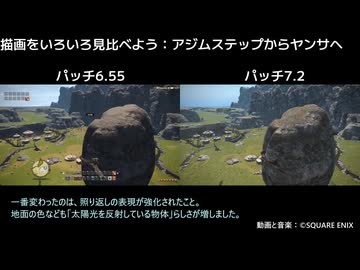 描画をいろいろ見比べよう：アジムステップからヤンサへ
パッチ6.55
パッチ7.2
一番変わったのは、照り返しの表現が強化されたこと。
地面の色なども「太陽光を反射している物体」らしさが増しました。
動画と音楽：©SQUARE ENIX